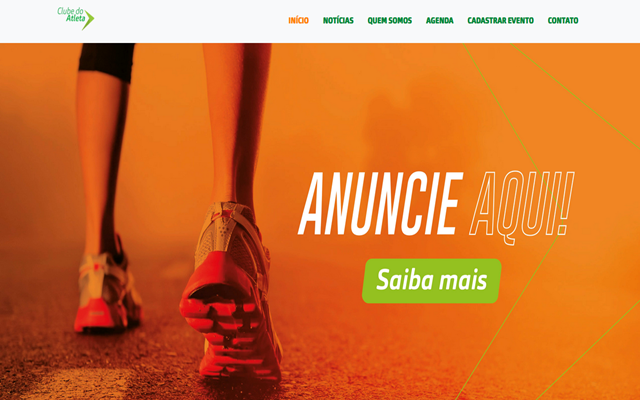 Clube do
Atleta
INÍCIO NOTÍCIAS QUEM SOMOS AGENDA CADASTRAR EVENTO CONTATO
ANUNCIE AQUI!
Saiba mais